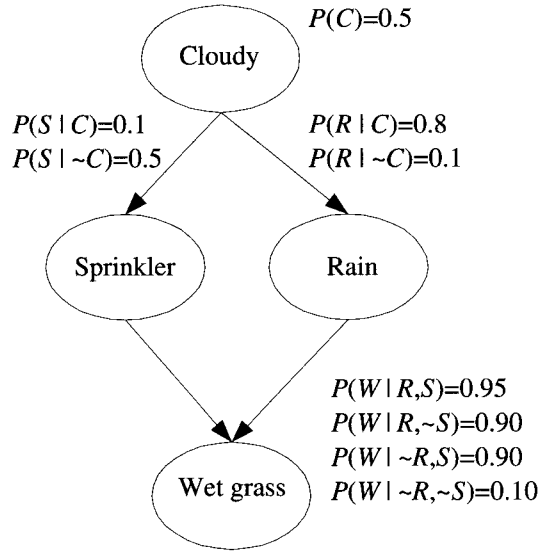 P(C)=0.5
Cloudy
P(S | C)=0.1
P(S | ~C)=0.5
P(R | C)=0.8
P(R | ~C)=0.1
Sprinkler
Rain
P(W | R,S)=0.95
P(W | R,~S)=0.90
P(W | ~R,S)=0.90
P(W | ~R,~S)=0.10
Wet grass